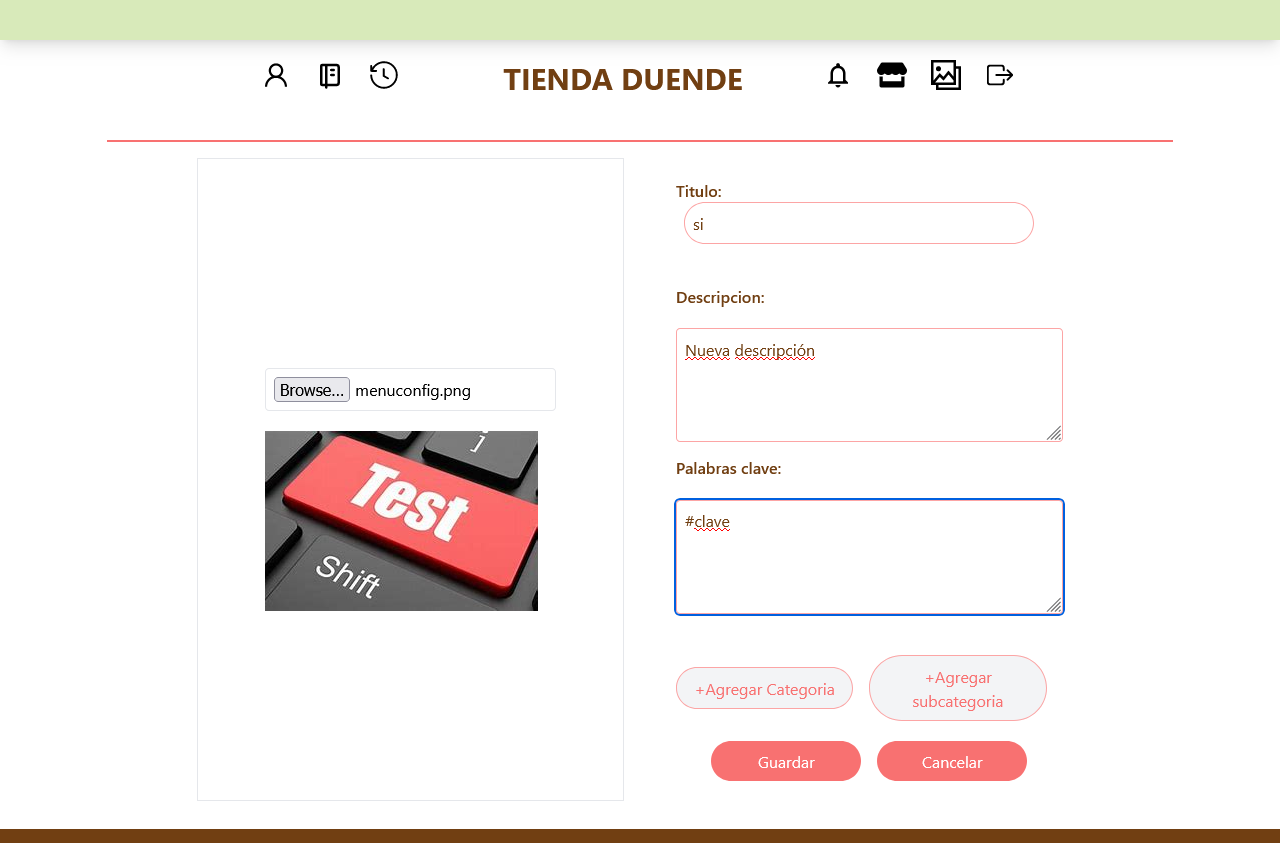 TIENDA DUENDE
Titulo:
si
Descripcion:
Nueva descripción
Browse... menuconfig.png
]
Test
Shift
Palabras clave:
#clave
+Agregar Categoria
+Agregar
subcategoria
Guardar
Cancelar